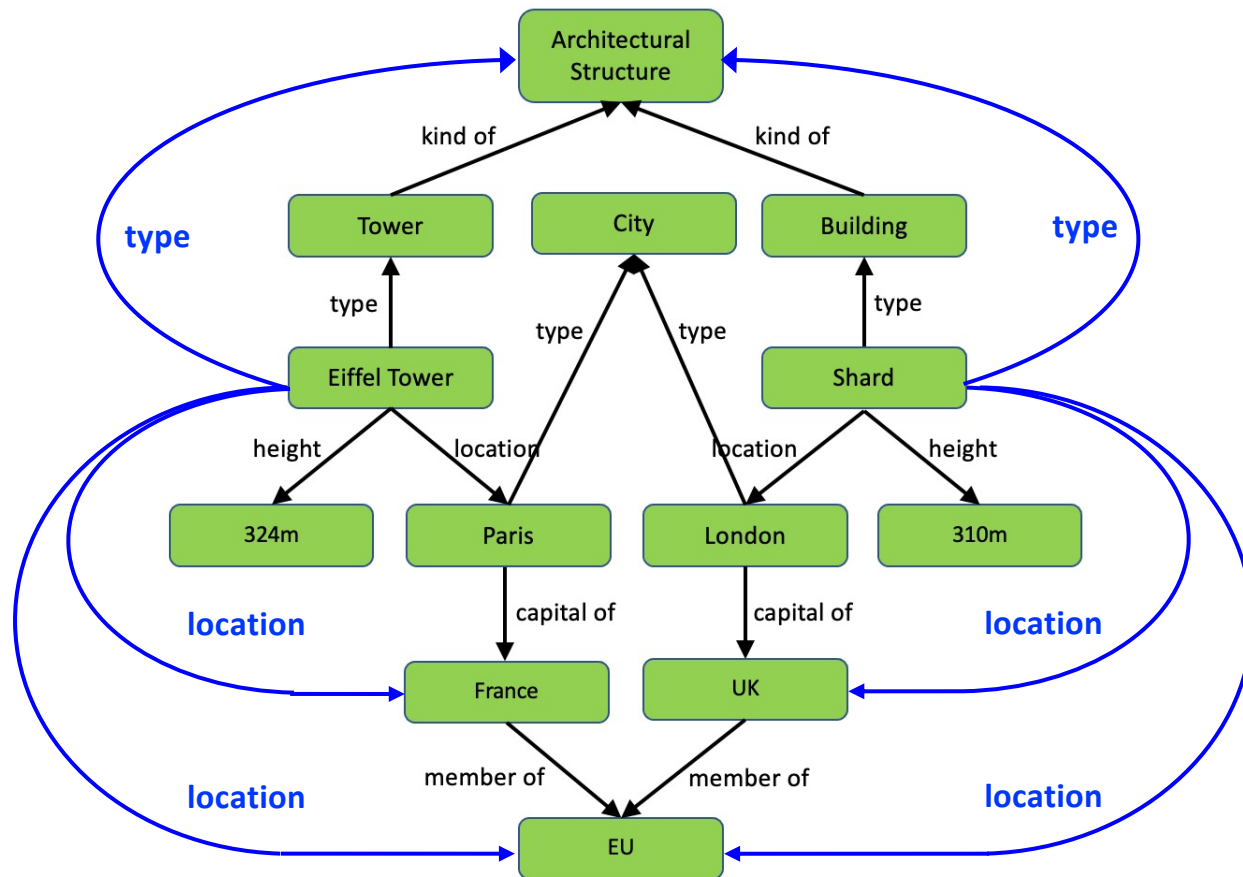 Architectural
Structure
kind of
kind of
Tower
City
Building
type
type
type
type
type
type
Eiffel Tower
Shard
height
location
location
height
324m
Paris
London
310m
location
capital of
capital of
location
France
UK
member of
member of
location
location
EU